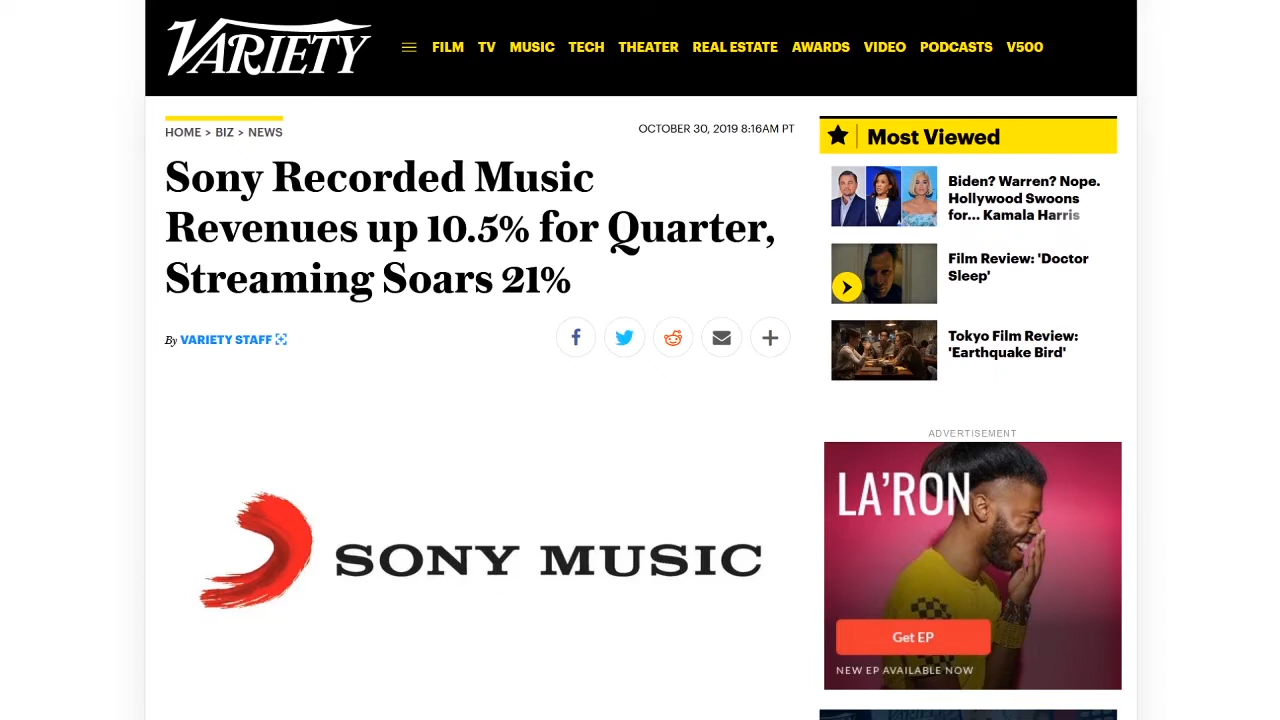 VARIETY
FILM TV MUSIC TECH THEATER REAL ESTATE AWARDS VIDEO PODCASTS V500
HOME > BIZ > NEWS
OCTOBER 30, 2019 8:16AM PT
Sony Recorded Music
Revenues up 10.5% for Quarter,
Streaming Soars 21%
By VARIETY STAFF
SONY MUSIC
Most Viewed
Biden? Warren? Nope.
Hollywood Swoons
for... Kamala Harris
Film Review: 'Doctor
Sleep'
Tokyo Film Review:
'Earthquake Bird'
ADVERTISEMENT
LA'RON
Get EP
NEW EP AVAILABLE NOW